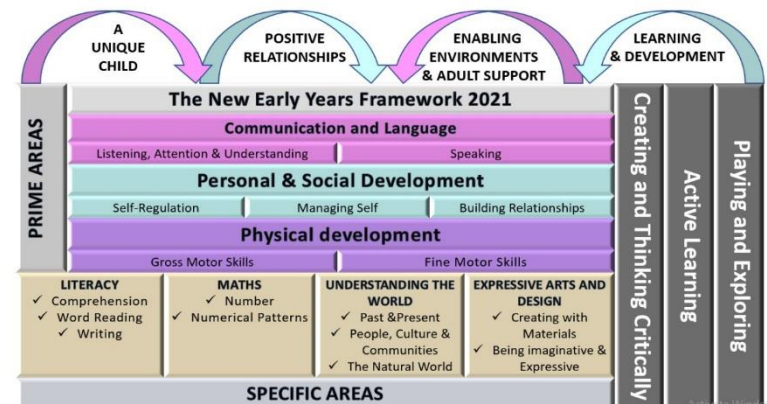 A
UNIQUE
CHILD
POSITIVE
RELATIONSHIPS
ENABLING
ENVIRONMENTS
& ADULT SUPPORT
LEARNING
& DEVELOPMENT
PRIME AREAS
The New Early Years Framework 2021
Communication and Language
Listening, Attention & Understanding
Speaking
Personal & Social Development
Self-Regulation
Managing Self
Building Relationships
Physical development
Gross Motor Skills
Fine Motor Skills
LITERACY
✓ Comprehension
✓ Word Reading
✓ Writing
MATHS
✓ Number
✓ Numerical Patterns
UNDERSTANDING THE
WORLD
✓ Past &Present
✓ People, Culture &
Communities
✓ The Natural World
EXPRESSIVE ARTS AND
DESIGN
✓ Creating with
Materials
✓ Being imaginative &
Expressive
SPECIFIC AREAS
Creating and Thinking Critically
Active Learning
Playing and Exploring